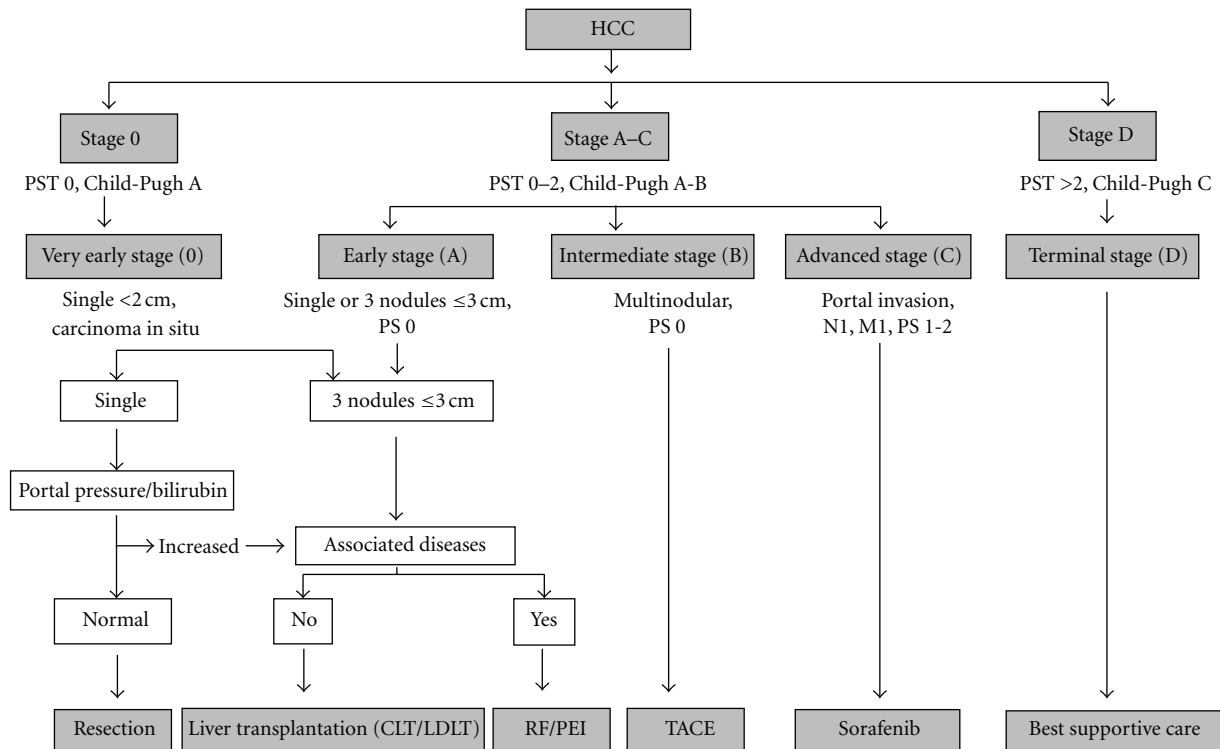 HCC
Stage 0
Stage A–C
Stage D
PST 0, Child-Pugh A
PST 0–2, Child-Pugh A-B
PST >2, Child-Pugh C
Very early stage (0)
Early stage (A)
Intermediate stage (B)
Advanced stage (C)
Terminal stage (D)
Single <2 cm,
carcinoma in situ
Single or 3 nodules ≤3 cm,
PS 0
Multinodular,
PS 0
Portal invasion,
N1, M1, PS 1-2
Single
3 nodules ≤3 cm
Portal pressure/bilirubin
Increased
Associated diseases
Normal
No
Yes
Resection
Liver transplantation (CLT/LDLT)
RF/PEI
TACE
Sorafenib
Best supportive care